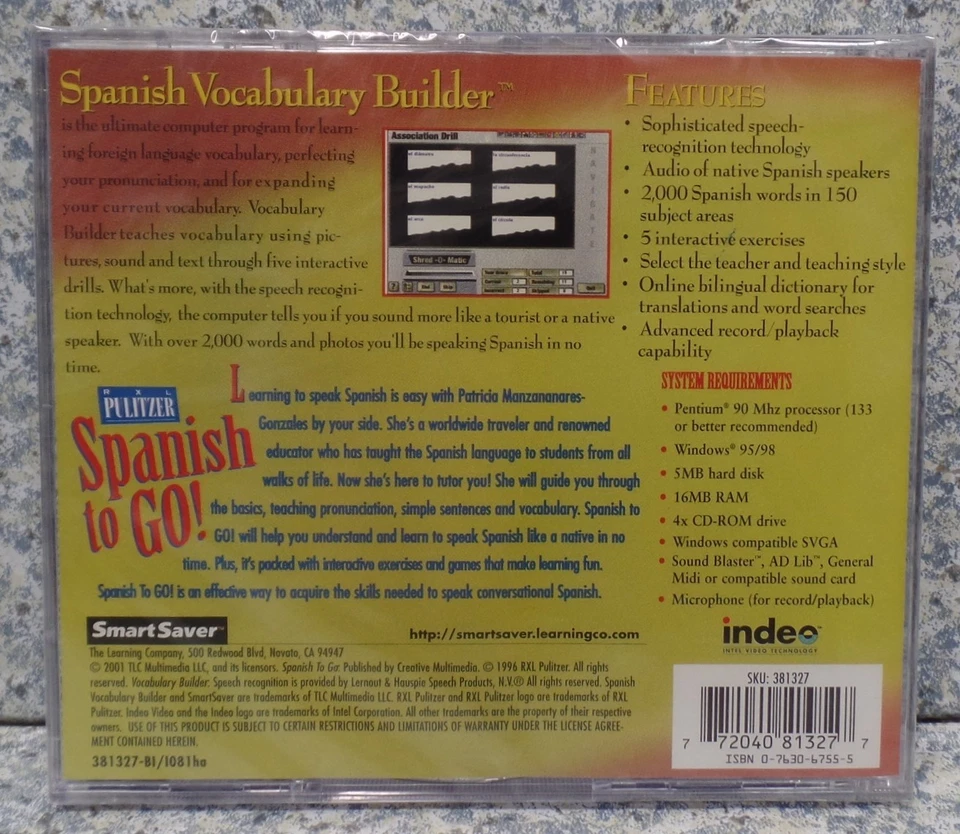 Spanish Vocabulary Builder™
is the ultimate computer program for learn-
ing foreign language vocabulary, perfecting
your pronunciation, and for expanding
your current vocabulary. Vocabulary
Builder teaches vocabulary using pic-
tures, sound and text through five interactive
drills. What's more, with the speech recogni-
tion technology, the computer tells you if you sound more like a tourist or a native
speaker. With over 2,000 words and photos you'll be speaking Spanish in no
time.
Association Drill
NAVIGATE
Shred-O-Matic
FEATURES
• Sophisticated speech-
recognition technology
• Audio of native Spanish speakers
• 2,000 Spanish words in 150
subject areas
• 5 interactive exercises
• Select the teacher and teaching style
• Online bilingual dictionary for
translations and word searches
• Advanced record/playback
capability
SYSTEM REQUIREMENTS
• Pentium® 90 Mhz processor (133
or better recommended)
• Windows® 95/98
• 5MB hard disk
• 16MB RAM
• 4x CD-ROM drive
• Windows compatible SVGA
• Sound Blaster™, AD Lib™, General
Midi or compatible sound card
• Microphone (for record/playback)
RXL
PULITZER
Spanish
to GO!
Learning to speak Spanish is easy with Patricia Manzananares-
Gonzales by your side. She's a worldwide traveler and renowned
educator who has taught the Spanish language to students from all
walks of life. Now she's here to tutor you! She will guide you through
the basics, teaching pronunciation, simple sentences and vocabulary. Spanish to
GO! will help you understand and learn to speak Spanish like a native in no
time. Plus, it's packed with interactive exercises and games that make learning fun.
Spanish To GO! is an effective way to acquire the skills needed to speak conversational Spanish.
SmartSaver™
http://smartsaver.learningco.com
The Learning Company, 500 Redwood Blvd, Novato, CA 94947
© 2001 TLC Multimedia LLC, and its licensors. Spanish To Go: Published by Creative Multimedia. © 1996 RXL Pulitzer. All rights
reserved. Vocabulary Builder: Speech recognition is provided by Lernout & Hauspie Speech Products, N.V.® All rights reserved. Spanish
Vocabulary Builder and SmartSaver are trademarks of TLC Multimedia LLC. RXL Pulitzer and RXL Pulitzer logo are trademarks of RXL
Pulitzer. Indeo Video and the Indeo logo are trademarks of Intel Corporation. All other trademarks are the property of their respective
owners. USE OF THIS PRODUCT IS SUBJECT TO CERTAIN RESTRICTIONS AND LIMITATIONS OF WARRANTY UNDER THE LICENSE AGREE-
MENT CONTAINED HEREIN.
381327-BI/I081ha
indeo™
INTEL VIDEO TECHNOLOGY
SKU: 381327
7 72040 81327 7
ISBN 0-7630-6755-5